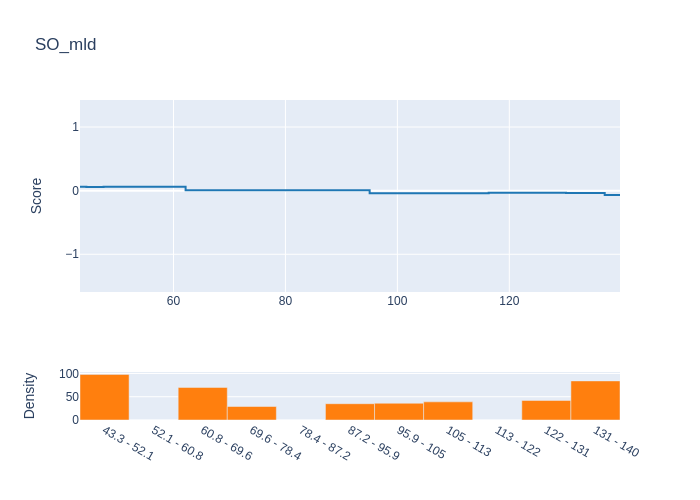 SO_mld
Score
1
0
−1
60
80
100
120
Density
100
50
0
43.3 - 52.1
52.1 - 60.8
60.8 - 69.6
69.6 - 78.4
78.4 - 87.2
87.2 - 95.9
95.9 - 105
105 - 113
113 - 122
122 - 131
131 - 140